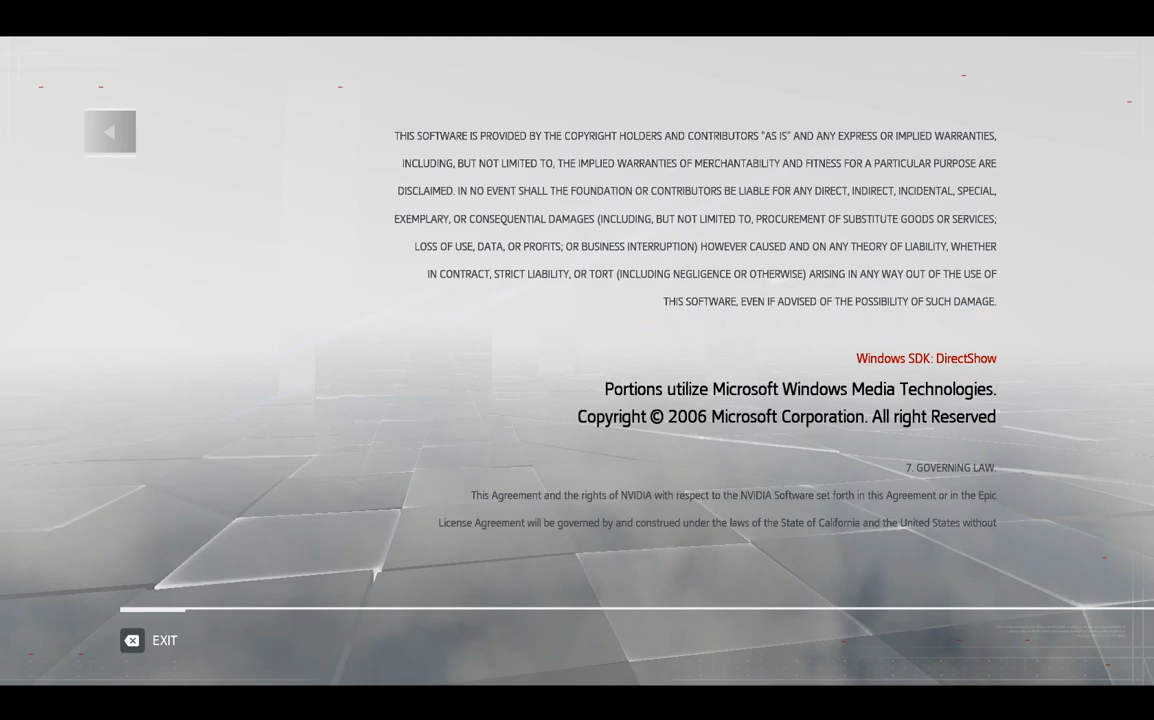 THIS SOFTWARE IS PROVIDED BY THE COPYRIGHT HOLDERS AND CONTRIBUTORS "AS IS" AND ANY EXPRESS OR IMPLIED WARRANTIES,
INCLUDING, BUT NOT LIMITED TO, THE IMPLIED WARRANTIES OF MERCHANTABILITY AND FITNESS FOR A PARTICULAR PURPOSE ARE
DISCLAIMED. IN NO EVENT SHALL THE FOUNDATION OR CONTRIBUTORS BE LIABLE FOR ANY DIRECT, INDIRECT, INCIDENTAL, SPECIAL,
EXEMPLARY, OR CONSEQUENTIAL DAMAGES (INCLUDING, BUT NOT LIMITED TO, PROCUREMENT OF SUBSTITUTE GOODS OR SERVICES;
LOSS OF USE, DATA, OR PROFITS; OR BUSINESS INTERRUPTION) HOWEVER CAUSED AND ON ANY THEORY OF LIABILITY, WHETHER
IN CONTRACT, STRICT LIABILITY, OR TORT (INCLUDING NEGLIGENCE OR OTHERWISE) ARISING IN ANY WAY OUT OF THE USE OF
THIS SOFTWARE, EVEN IF ADVISED OF THE POSSIBILITY OF SUCH DAMAGE.
Windows SDK: DirectShow
Portions utilize Microsoft Windows Media Technologies.
Copyright © 2006 Microsoft Corporation. All right Reserved
7. GOVERNING LAW.
This Agreement and the rights of NVIDIA with respect to the NVIDIA Software set forth in this Agreement or in the Epic
License Agreement will be governed by and construed under the laws of the State of California and the United States without
EXIT